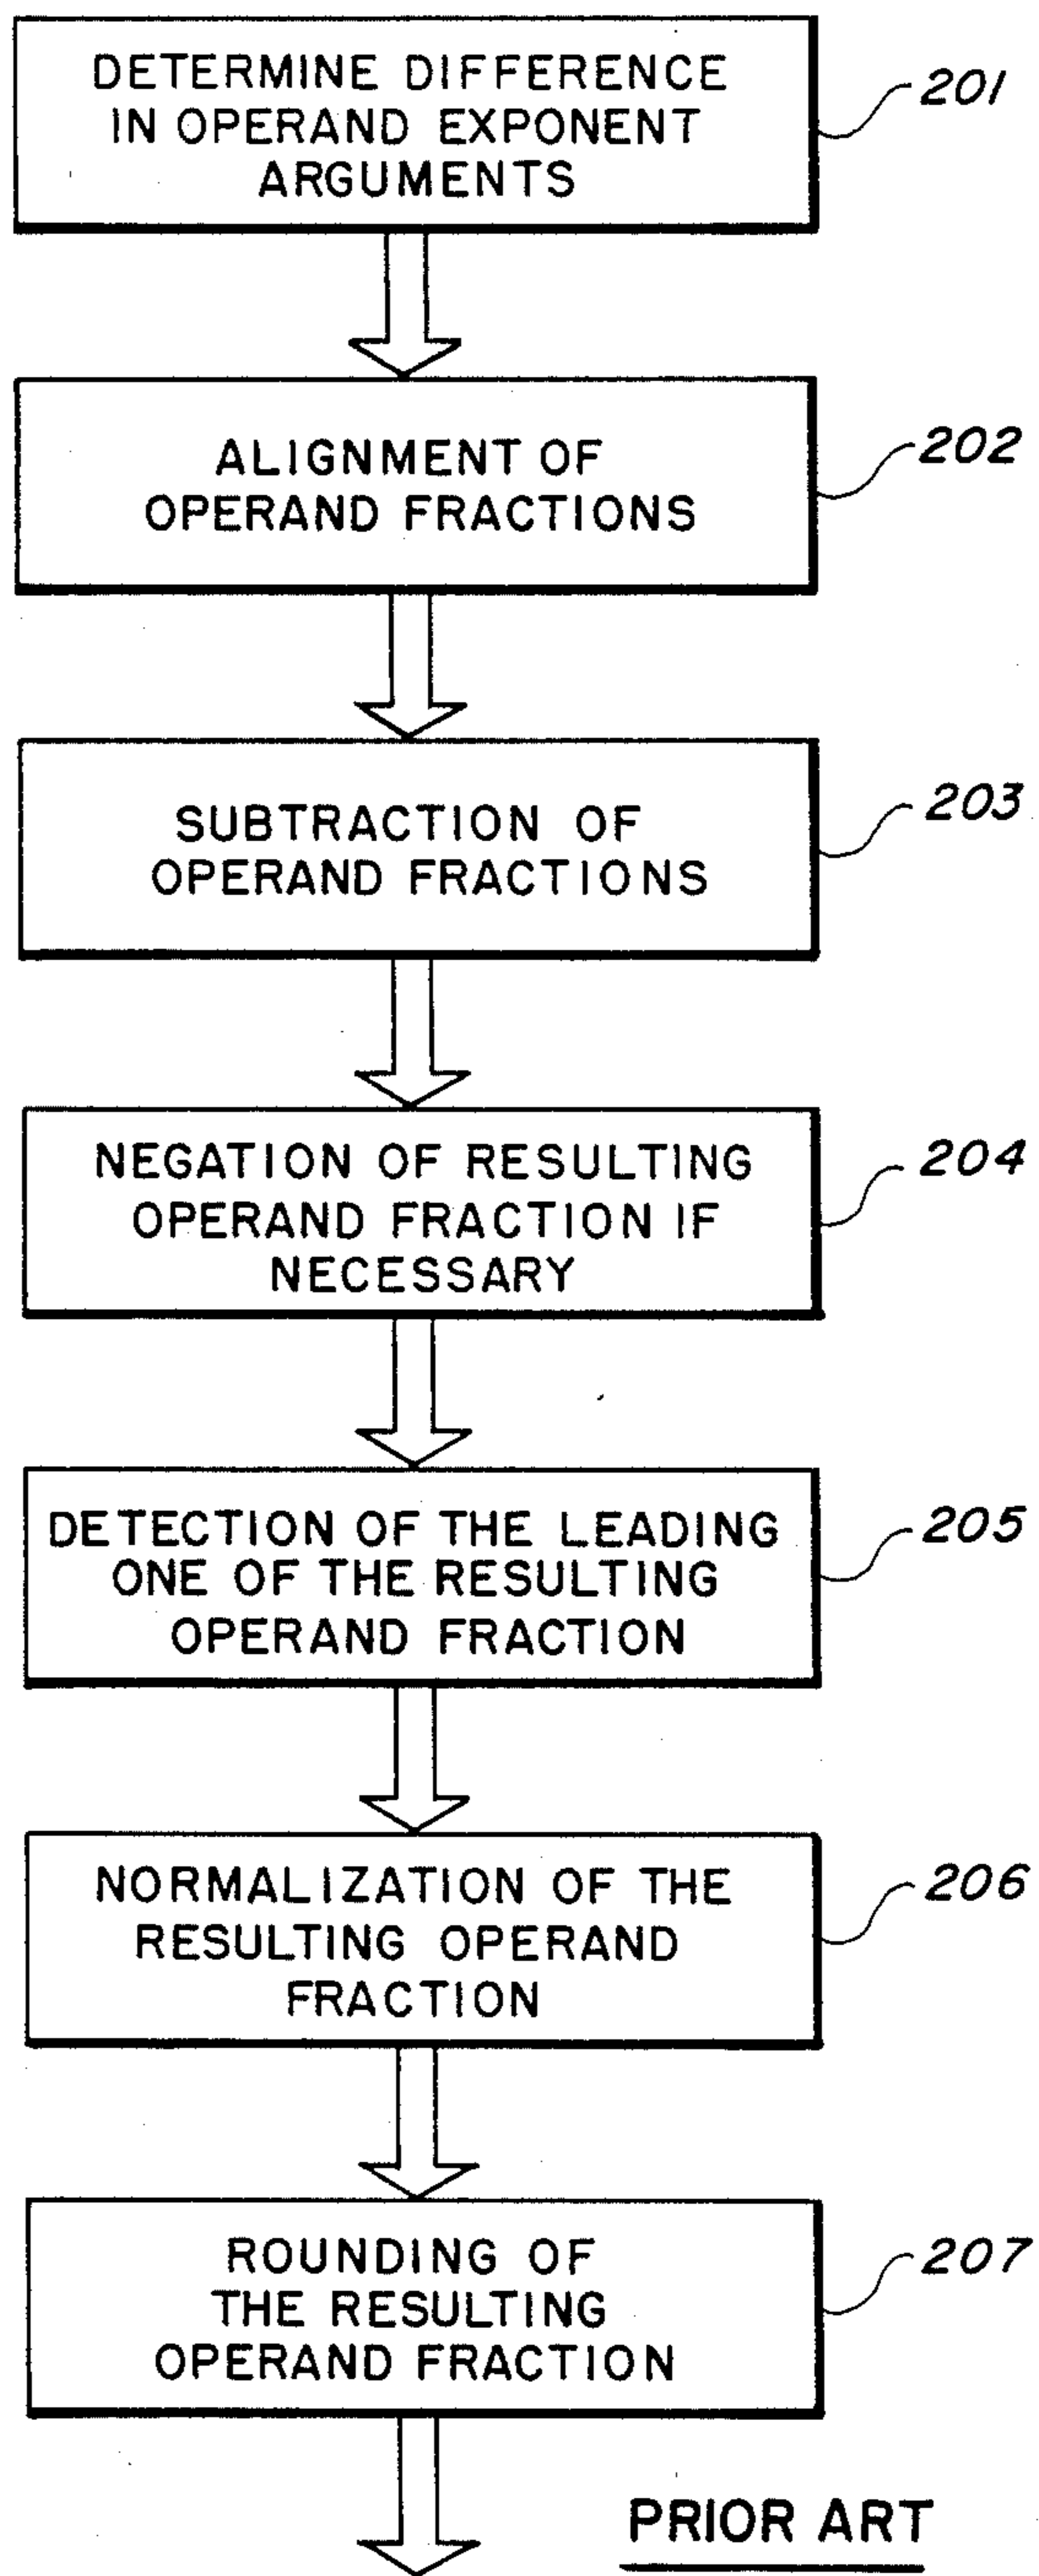 DETERMINE DIFFERENCE
IN OPERAND EXPONENT
ARGUMENTS
201
ALIGNMENT OF
OPERAND FRACTIONS
202
SUBTRACTION OF
OPERAND FRACTIONS
203
NEGATION OF RESULTING
OPERAND FRACTION IF
NECESSARY
204
DETECTION OF THE LEADING
ONE OF THE RESULTING
OPERAND FRACTION
205
NORMALIZATION OF THE
RESULTING OPERAND
FRACTION
206
ROUNDING OF
THE RESULTING
OPERAND FRACTION
207
PRIOR ART